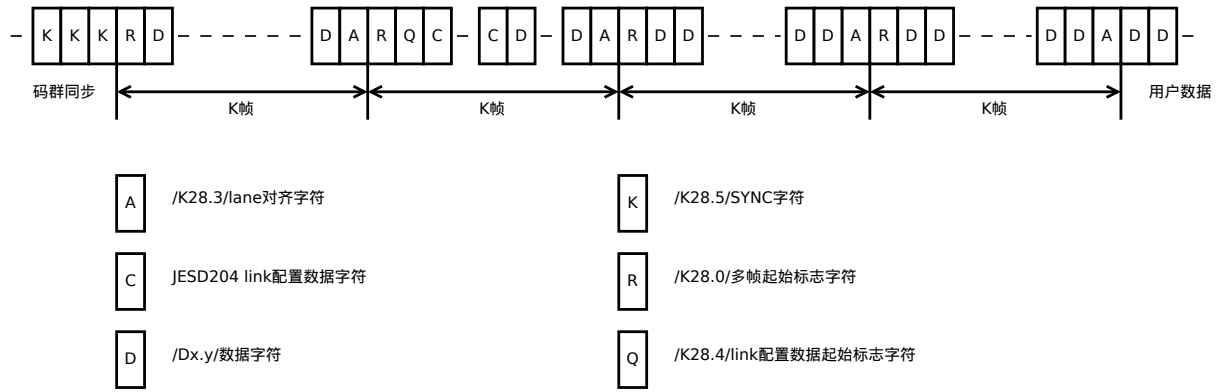 K K K R D D A R Q C C D D A R D D D D A R D D D D A D D
码群同步 用户数据
K帧 K帧 K帧 K帧
A /K28.3/lane对齐字符 K /K28.5/SYNC字符
C JESD204 link配置数据字符 R /K28.0/多帧起始标志字符
D /Dx.y/数据字符 Q /K28.4/link配置数据起始标志字符